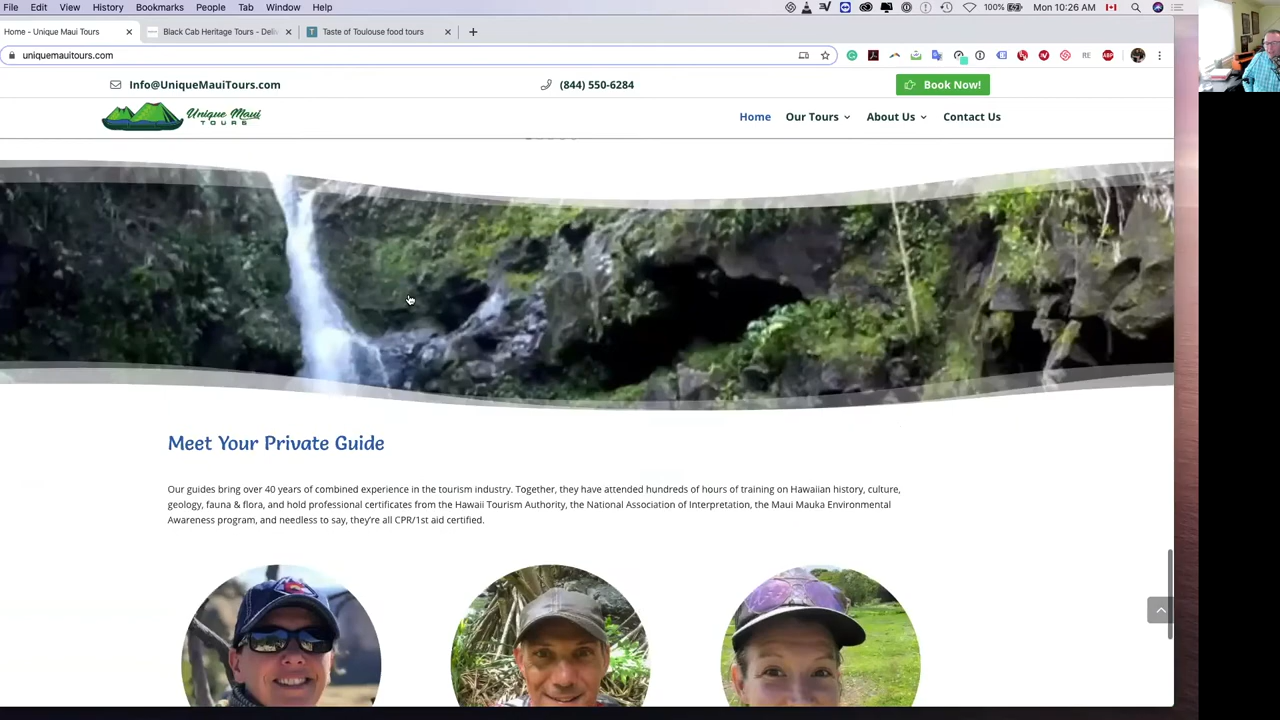 File Edit View History Bookmarks People Tab Window Help 100% Mon 10:26 AM
Home - Unique Maui Tours Black Cab Heritage Tours - Deliv Taste of Toulouse food tours
uniquemauitours.com RE ABP
Info@UniqueMauiTours.com (844) 550-6284 Book Now!
Unique Maui
TOURS
Home Our Tours About Us Contact Us
Meet Your Private Guide
Our guides bring over 40 years of combined experience in the tourism industry. Together, they have attended hundreds of hours of training on Hawaiian history, culture,
geology, fauna & flora, and hold professional certificates from the Hawaii Tourism Authority, the National Association of Interpretation, the Maui Mauka Environmental
Awareness program, and needless to say, they're all CPR/1st aid certified.